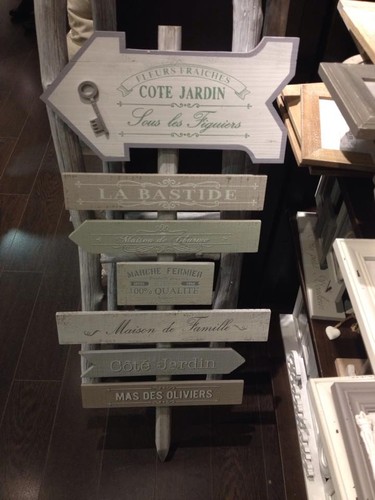 FLEURS FRAICHES
COTE JARDIN
Sous les Figuiers
LA BASTIDE
Maison de Charme
MARCHE FERMIER
100% QUALITE
Maison de Famille
Côté Jardin
MAS DES OLIVIERS